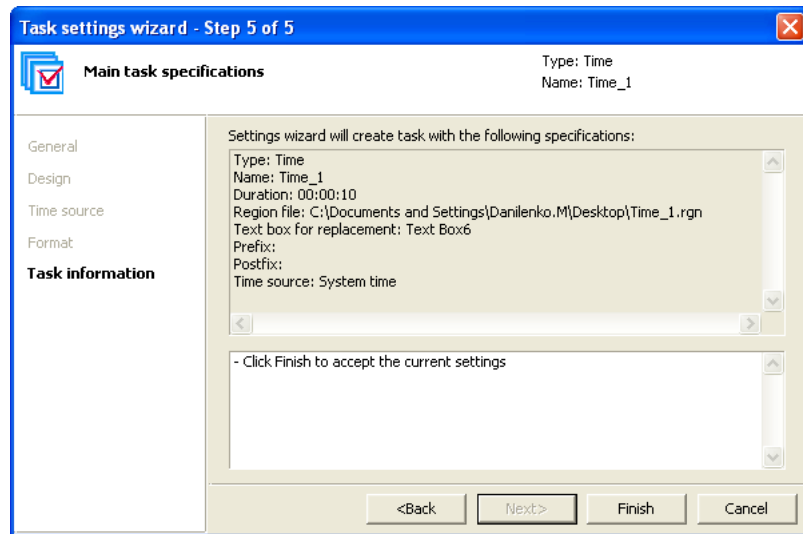 Task settings wizard - Step 5 of 5
Main task specifications
Type: Time
Name: Time_1
General
Design
Time source
Format
Task information
Settings wizard will create task with the following specifications:
Type: Time
Name: Time_1
Duration: 00:00:10
Region file: C:\Documents and Settings\Danilenko.M\Desktop\Time_1.rgn
Text box for replacement: Text Box6
Prefix:
Postfix:
Time source: System time
- Click Finish to accept the current settings
<Back
Next>
Finish
Cancel